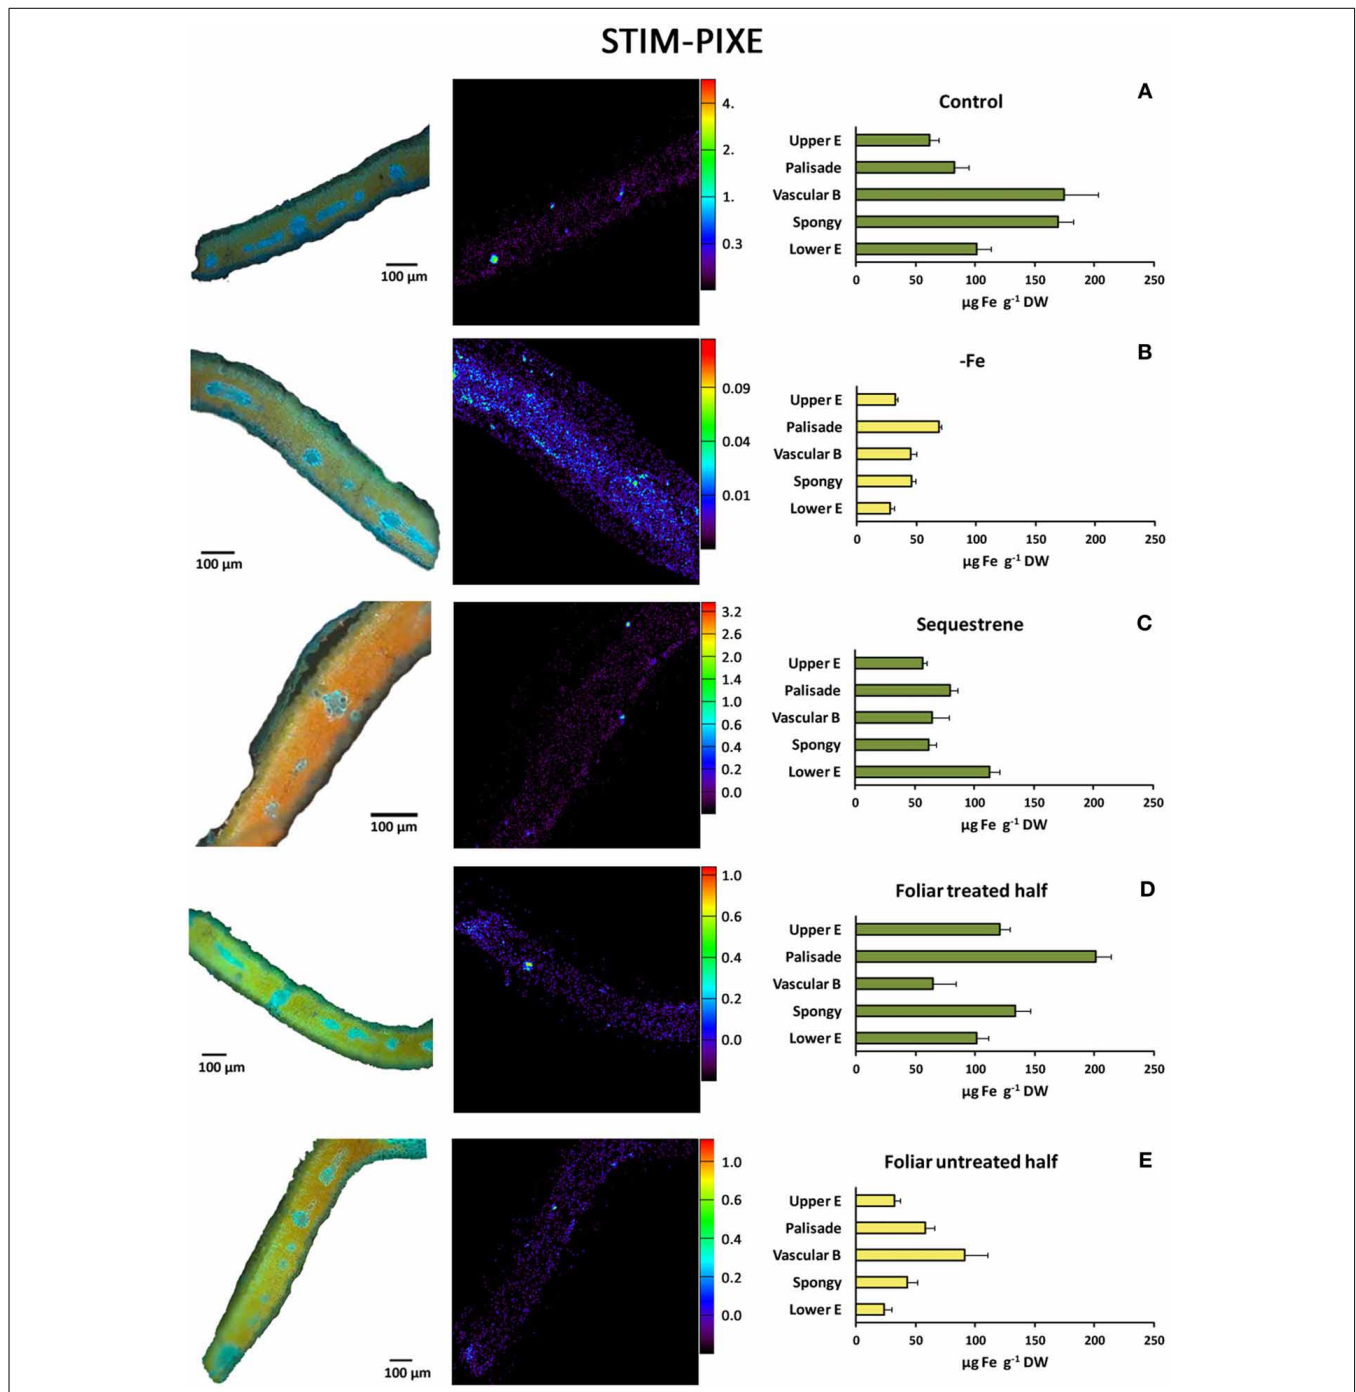 STIM-PIXE
A
Control
4.
2.
1.
0.3
100 µm
Upper E
Palisade
Vascular B
Spongy
Lower E
0 50 100 150 200 250
µg Fe g⁻¹ DW
B
-Fe
0.09
0.04
0.01
100 µm
Upper E
Palisade
Vascular B
Spongy
Lower E
0 50 100 150 200 250
µg Fe g⁻¹ DW
C
Sequestrene
3.2
2.6
2.0
1.4
1.0
0.6
0.4
0.2
0.0
100 µm
Upper E
Palisade
Vascular B
Spongy
Lower E
0 50 100 150 200 250
µg Fe g⁻¹ DW
D
Foliar treated half
1.0
0.6
0.4
0.2
0.0
100 µm
Upper E
Palisade
Vascular B
Spongy
Lower E
0 50 100 150 200 250
µg Fe g⁻¹ DW
E
Foliar untreated half
1.0
0.6
0.4
0.2
0.0
100 µm
Upper E
Palisade
Vascular B
Spongy
Lower E
0 50 100 150 200 250
µg Fe g⁻¹ DW